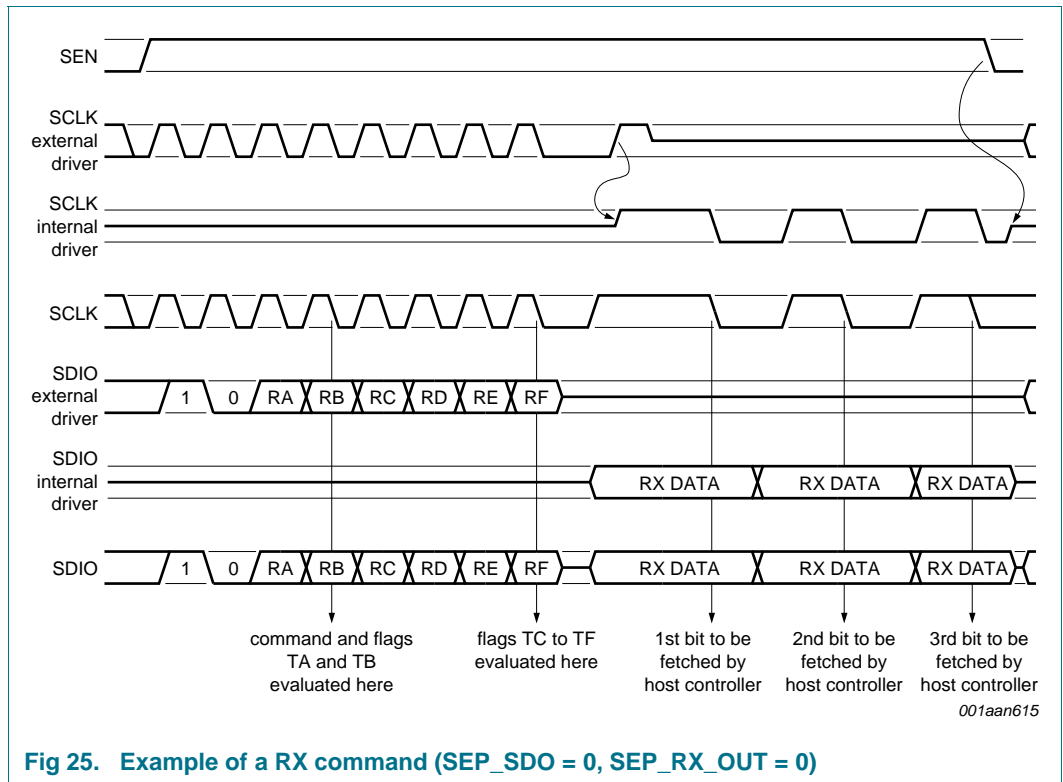 SEN
SCLK
external
driver
SCLK
internal
driver
SCLK
SDIO
external
driver
1 0 RA RB RC RD RE RF
SDIO
internal
driver
RX DATA RX DATA RX DATA
SDIO
1 0 RA RB RC RD RE RF RX DATA RX DATA RX DATA
command and flags
TA and TB
evaluated here
flags TC to TF
evaluated here
1st bit to be
fetched by
host controller
2nd bit to be
fetched by
host controller
3rd bit to be
fetched by
host controller
001aan615
Fig 25. Example of a RX command (SEP_SDO = 0, SEP_RX_OUT = 0)